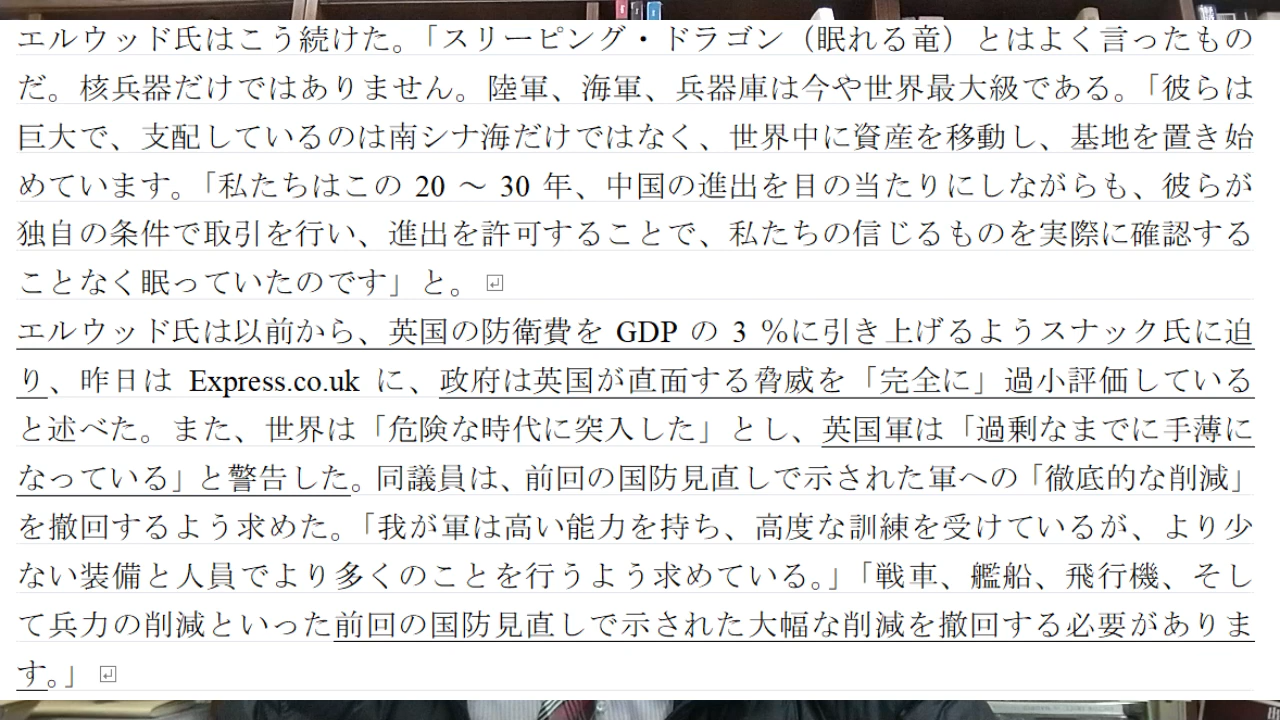 エルウッド氏はこう続けた。「スリーピング・ドラゴン（眠れる竜）とはよく言ったもの
だ。核兵器だけではありません。陸軍、海軍、兵器庫は今や世界最大級である。「彼らは
巨大で、支配しているのは南シナ海だけではなく、世界中に資産を移動し、基地を置き始
めています。「私たちはこの 20 ～ 30 年、中国の進出を目の当たりにしながらも、彼らが
独自の条件で取引を行い、進出を許可することで、私たちの信じるものを実際に確認する
ことなく眠っていたのです」と。
エルウッド氏は以前から、英国の防衛費を GDP の 3 %に引き上げるようスナック氏に迫
り、昨日は Express.co.uk に、政府は英国が直面する脅威を「完全に」過小評価している
と述べた。また、世界は「危険な時代に突入した」とし、英国軍は「過剰なまでに手薄に
なっている」と警告した。同議員は、前回の国防見直しで示された軍への「徹底的な削減」
を撤回するよう求めた。「我が軍は高い能力を持ち、高度な訓練を受けているが、より少
ない装備と人員でより多くのことを行うよう求めている。」「戦車、艦船、飛行機、そし
て兵力の削減といった前回の国防見直しで示された大幅な削減を撤回する必要がありま
す。」